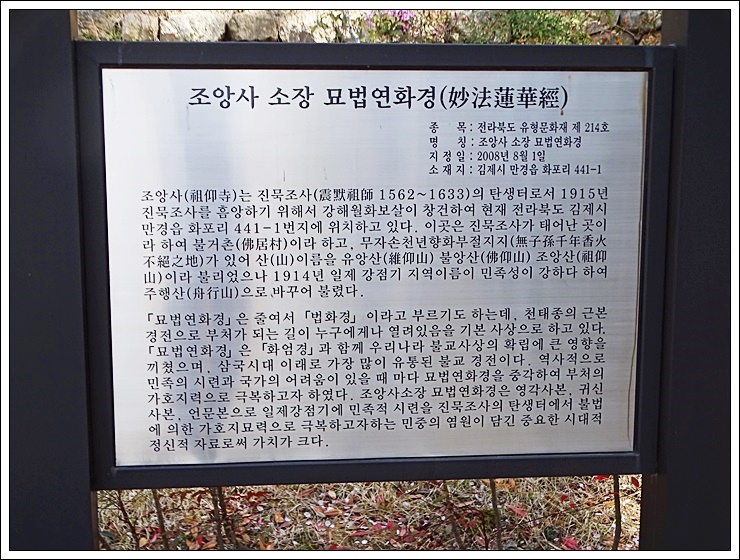 조앙사 소장 묘법연화경(妙法蓮華經)
종 목 : 전라북도 유형문화재 제 214호
명 칭 : 조앙사 소장 묘법연화경
지 정 일 : 2008년 8월 1일
소 재 지 : 김제시 만경읍 화포리 441-1
조앙사(祖仰寺)는 진묵조사(震默祖師 1562~1633)의 탄생터로서 1915년
진묵조사를 흠앙하기 위해서 강해월화보살이 창건하여 현재 전라북도 김제시
만경읍 화포리 441-1번지에 위치하고 있다. 이곳은 진묵조사가 태어난 곳이
라 하여 불거촌(佛居村)이라 하고, 무자손천년향화부절지지(無子孫千年香火
不絕之地)가 있어 산(山)이름을 유앙산(維仰山) 불앙산(佛仰山) 조앙산(祖仰
山)이라 불리었으나 1914년 일제 강점기 지역이름이 민족성이 강하다 하여
주행산(舟行山)으로 바꾸어 불렸다.
「묘법연화경」은 줄여서 「법화경」 이라고 부르기도 하는데, 천태종의 근본
경전으로 부처가 되는 길이 누구에게나 열려있음을 기본 사상으로 하고 있다.
「묘법연화경」은 「화엄경」과 함께 우리나라 불교사상의 확립에 큰 영향을
끼쳤으며, 삼국시대 이래로 가장 많이 유통된 불교 경전이다. 역사적으로
민족의 시련과 국가의 어려움이 있을 때 마다 묘법연화경을 중각하여 부처의
가호지력으로 극복하고자 하였다. 조앙사소장 묘법연화경은 영각사본, 귀신
사본, 언문본으로 일제강점기에 민족적 시련을 진묵조사의 탄생터에서 불법
에 의한 가호지묘력으로 극복하고자하는 민중의 염원이 담긴 중요한 시대적
정신적 자료로써 가치가 크다.